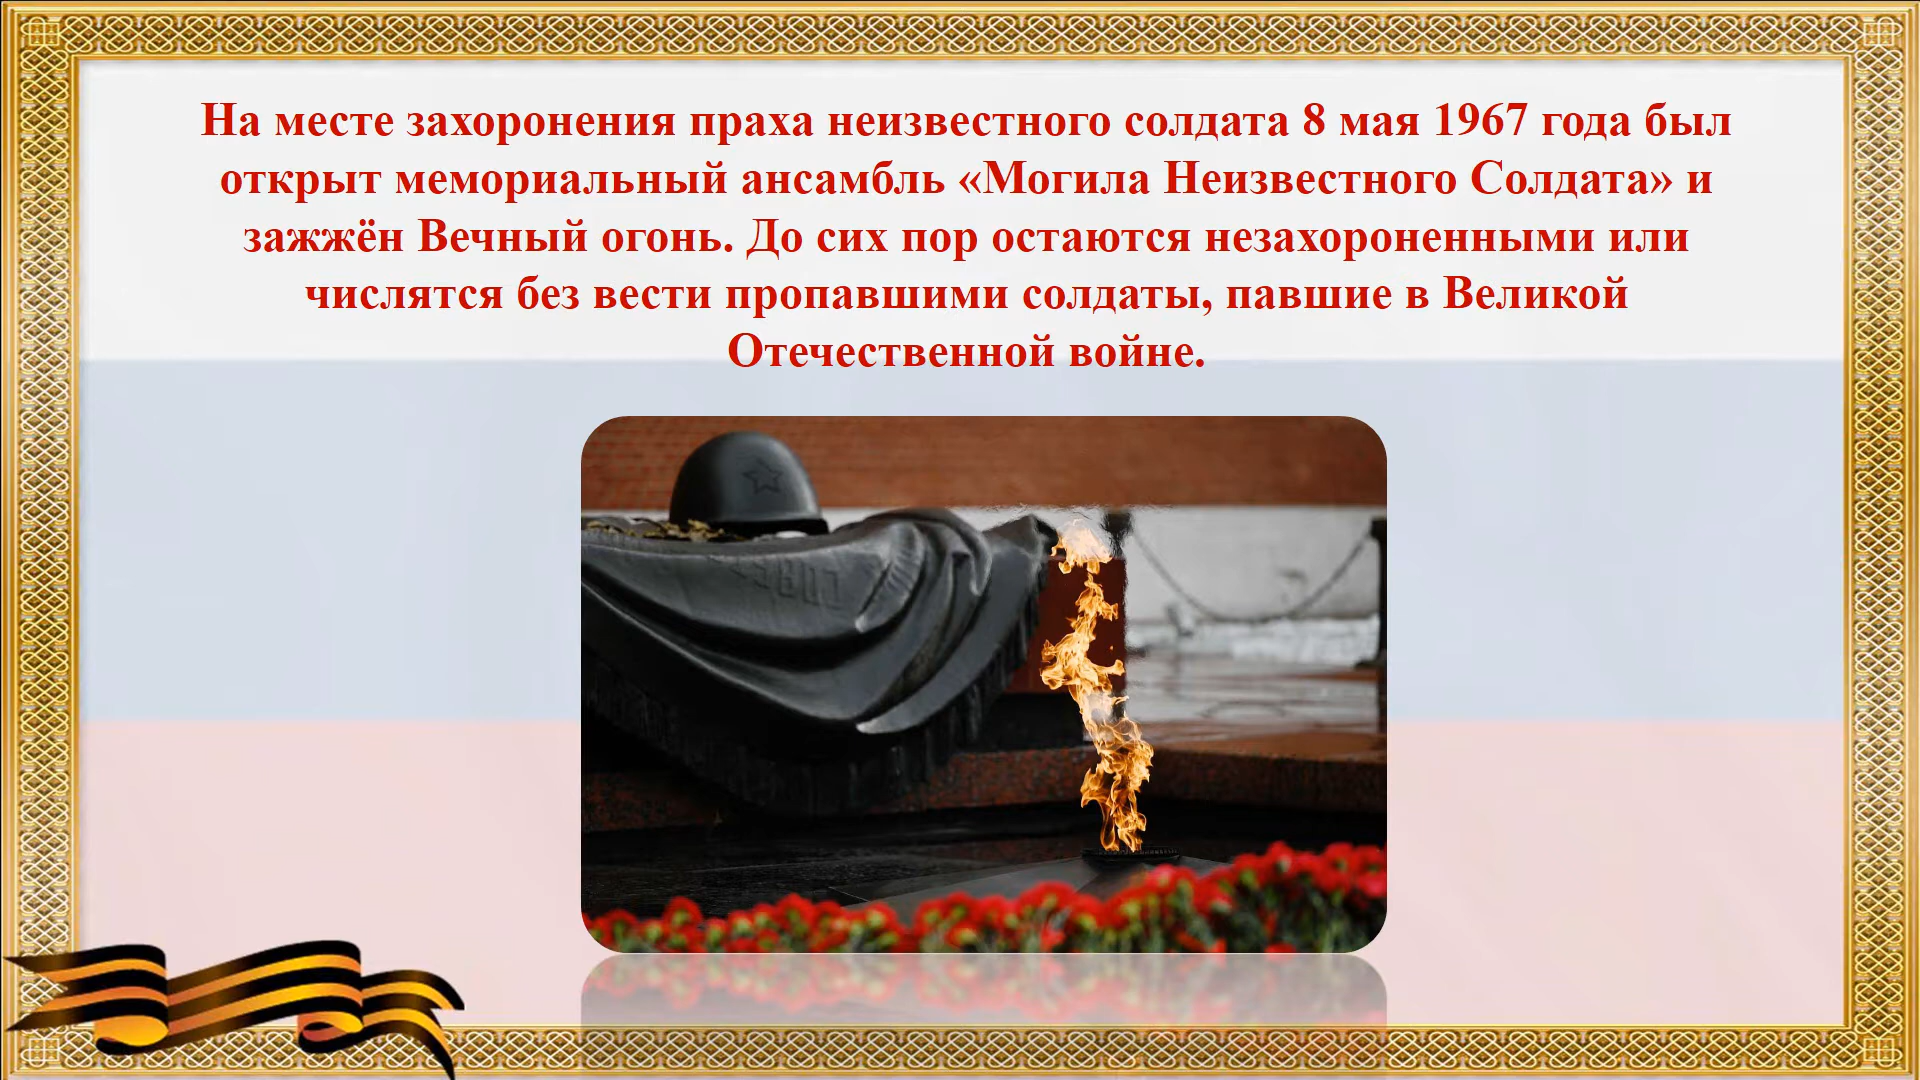 На месте захоронения праха неизвестного солдата 8 мая 1967 года был
открыт мемориальный ансамбль «Могила Неизвестного Солдата» и
зажжён Вечный огонь. До сих пор остаются незахороненными или
числятся без вести пропавшими солдаты, павшие в Великой
Отечественной войне.